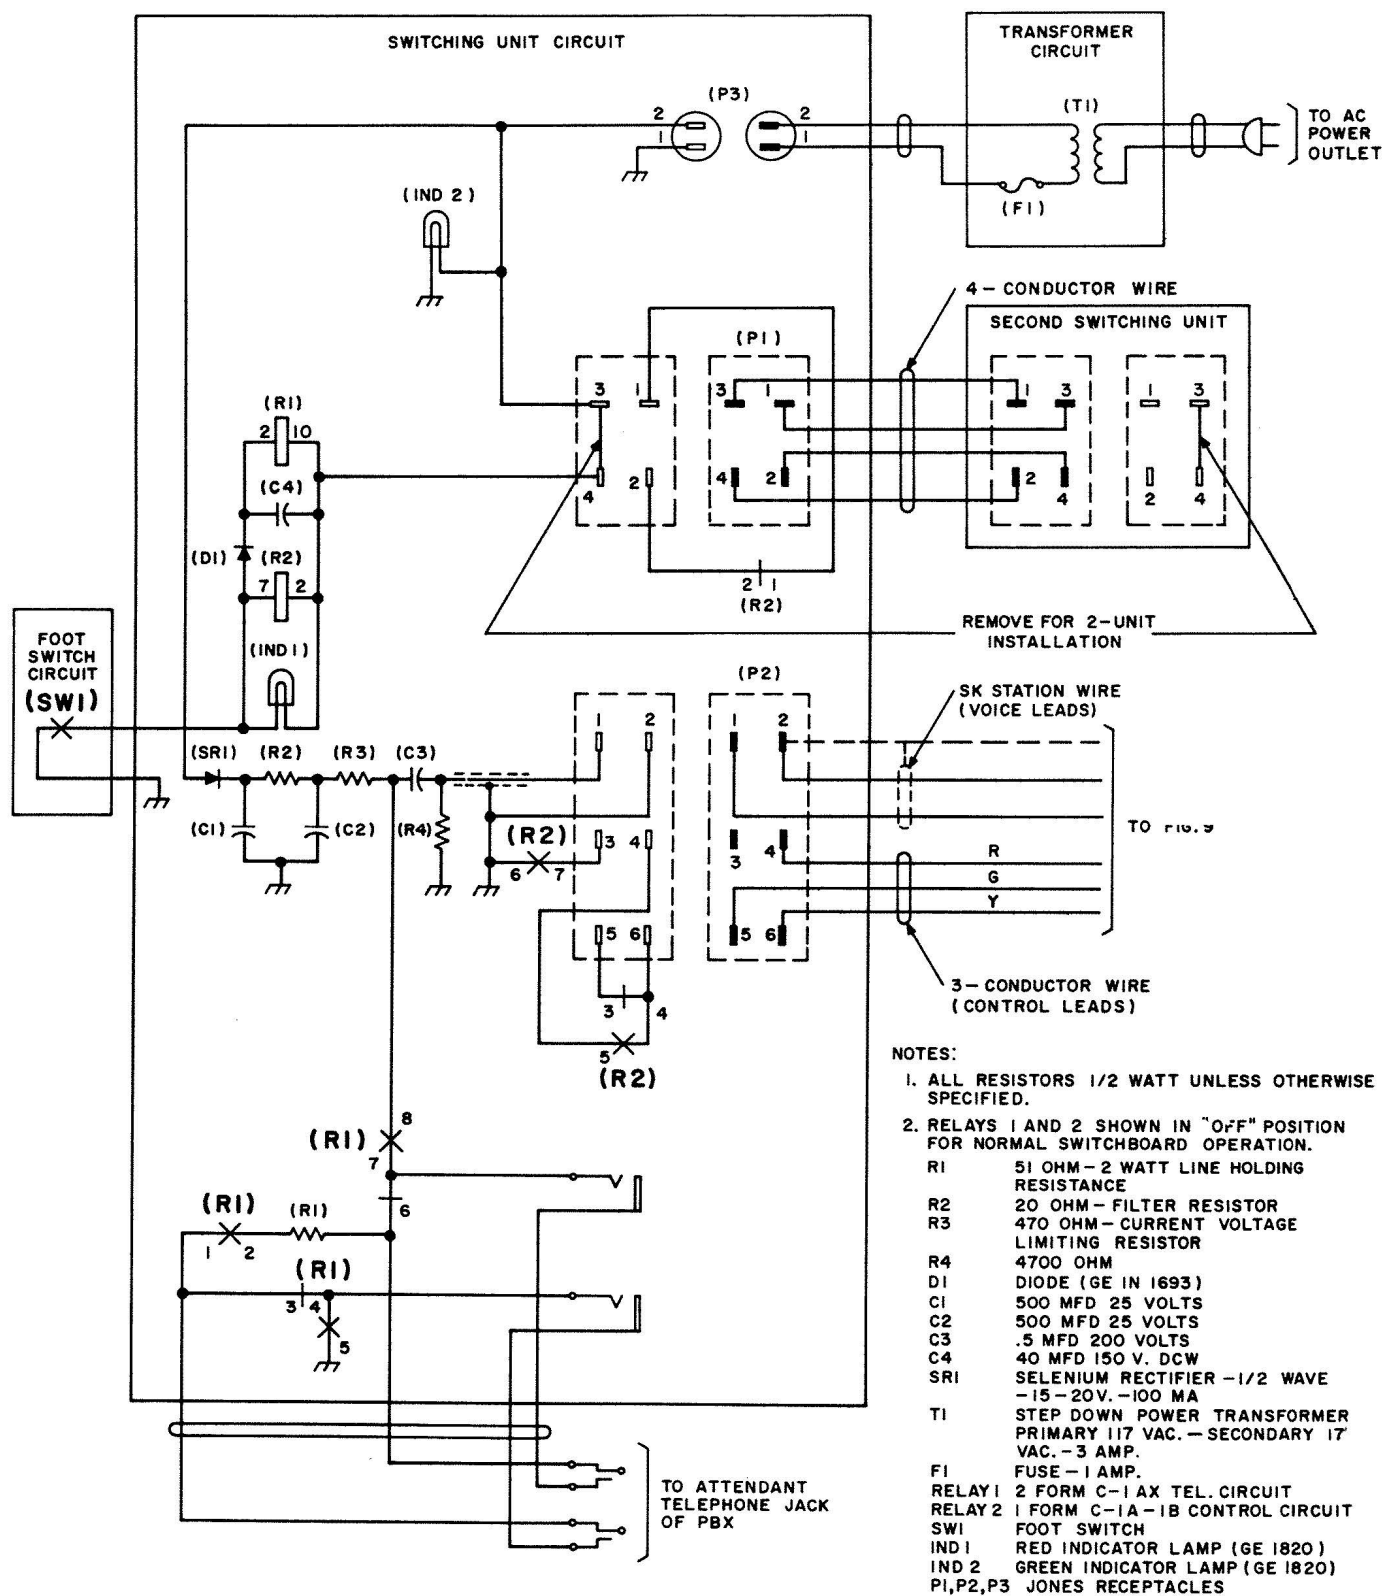 SWITCHING UNIT CIRCUIT
TRANSFORMER
CIRCUIT
(P3)
2
1
2
1
(T1)
(F1)
TO AC
POWER
OUTLET
(IND 2)
4-CONDUCTOR WIRE
SECOND SWITCHING UNIT
(P1)
3
1
4
2
3
1
4
2
1
3
2
4
1
3
2
4
(R1)
2
10
(C4)
(D1)
(R2)
7
2
(IND 1)
2
1
(R2)
REMOVE FOR 2-UNIT
INSTALLATION
FOOT
SWITCH
CIRCUIT
(SW1)
(SR1)
(R2)
(R3)
(C3)
(C1)
(C2)
(R4)
(R2)
6
7
(P2)
1
2
3
4
5
6
1
2
3
4
5
6
3
4
5
(R2)
SK STATION WIRE
(VOICE LEADS)
TO FIG. 9
R
G
Y
3-CONDUCTOR WIRE
(CONTROL LEADS)
8
(R1)
7
6
(R1)
1
2
(R1)
(R1)
3
4
5
TO ATTENDANT
TELEPHONE JACK
OF PBX
NOTES:
1. ALL RESISTORS 1/2 WATT UNLESS OTHERWISE
SPECIFIED.
2. RELAYS 1 AND 2 SHOWN IN "OFF" POSITION
FOR NORMAL SWITCHBOARD OPERATION.
R1 51 OHM-2 WATT LINE HOLDING
RESISTANCE
R2 20 OHM-FILTER RESISTOR
R3 470 OHM-CURRENT VOLTAGE
LIMITING RESISTOR
R4 4700 OHM
D1 DIODE (GE IN 1693)
C1 500 MFD 25 VOLTS
C2 500 MFD 25 VOLTS
C3 .5 MFD 200 VOLTS
C4 40 MFD 150 V. DCW
SR1 SELENIUM RECTIFIER -1/2 WAVE
-15-20V.-100 MA
T1 STEP DOWN POWER TRANSFORMER
PRIMARY 117 VAC.-SECONDARY 17
VAC.-3 AMP.
F1 FUSE-1 AMP.
RELAY 1 2 FORM C-1 AX TEL. CIRCUIT
RELAY 2 1 FORM C-1A-1B CONTROL CIRCUIT
SW1 FOOT SWITCH
IND 1 RED INDICATOR LAMP (GE 1820)
IND 2 GREEN INDICATOR LAMP (GE 1820)
P1,P2,P3 JONES RECEPTACLES